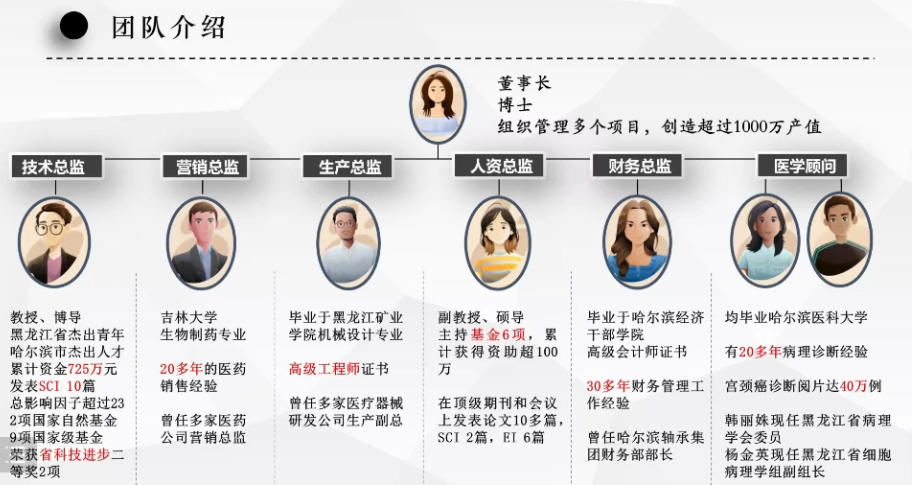 团队介绍
董事长
博士
组织管理多个项目，创造超过1000万产值
技术总监
营销总监
生产总监
人资总监
财务总监
医学顾问
教授、博导
黑龙江省杰出青年
哈尔滨市杰出人才
累计资金725万元
发表SCI 10篇
总影响因子超过23
2项国家自然基金
9项国家级基金
荣获省科技进步二
等奖2项
吉林大学
生物制药专业
20多年的医药
销售经验
曾任多家医药
公司营销总监
毕业于黑龙江矿业
学院机械设计专业
高级工程师证书
曾任多家医疗器械
研发公司生产副总
副教授、硕导
主持基金6项，累
计获得资助超100
万
在顶级期刊和会议
上发表论文10多篇，
SCI 2篇，EI 6篇
毕业于哈尔滨经济
干部学院
高级会计师证书
30多年财务管理工
作经验
曾任哈尔滨轴承集
团财务部部长
均毕业哈尔滨医科大学
有20多年病理诊断经验
宫颈癌诊断阅片达40万例
韩丽姝现任黑龙江省病理
学会委员
杨金英现任黑龙江省细胞
病理学组副组长